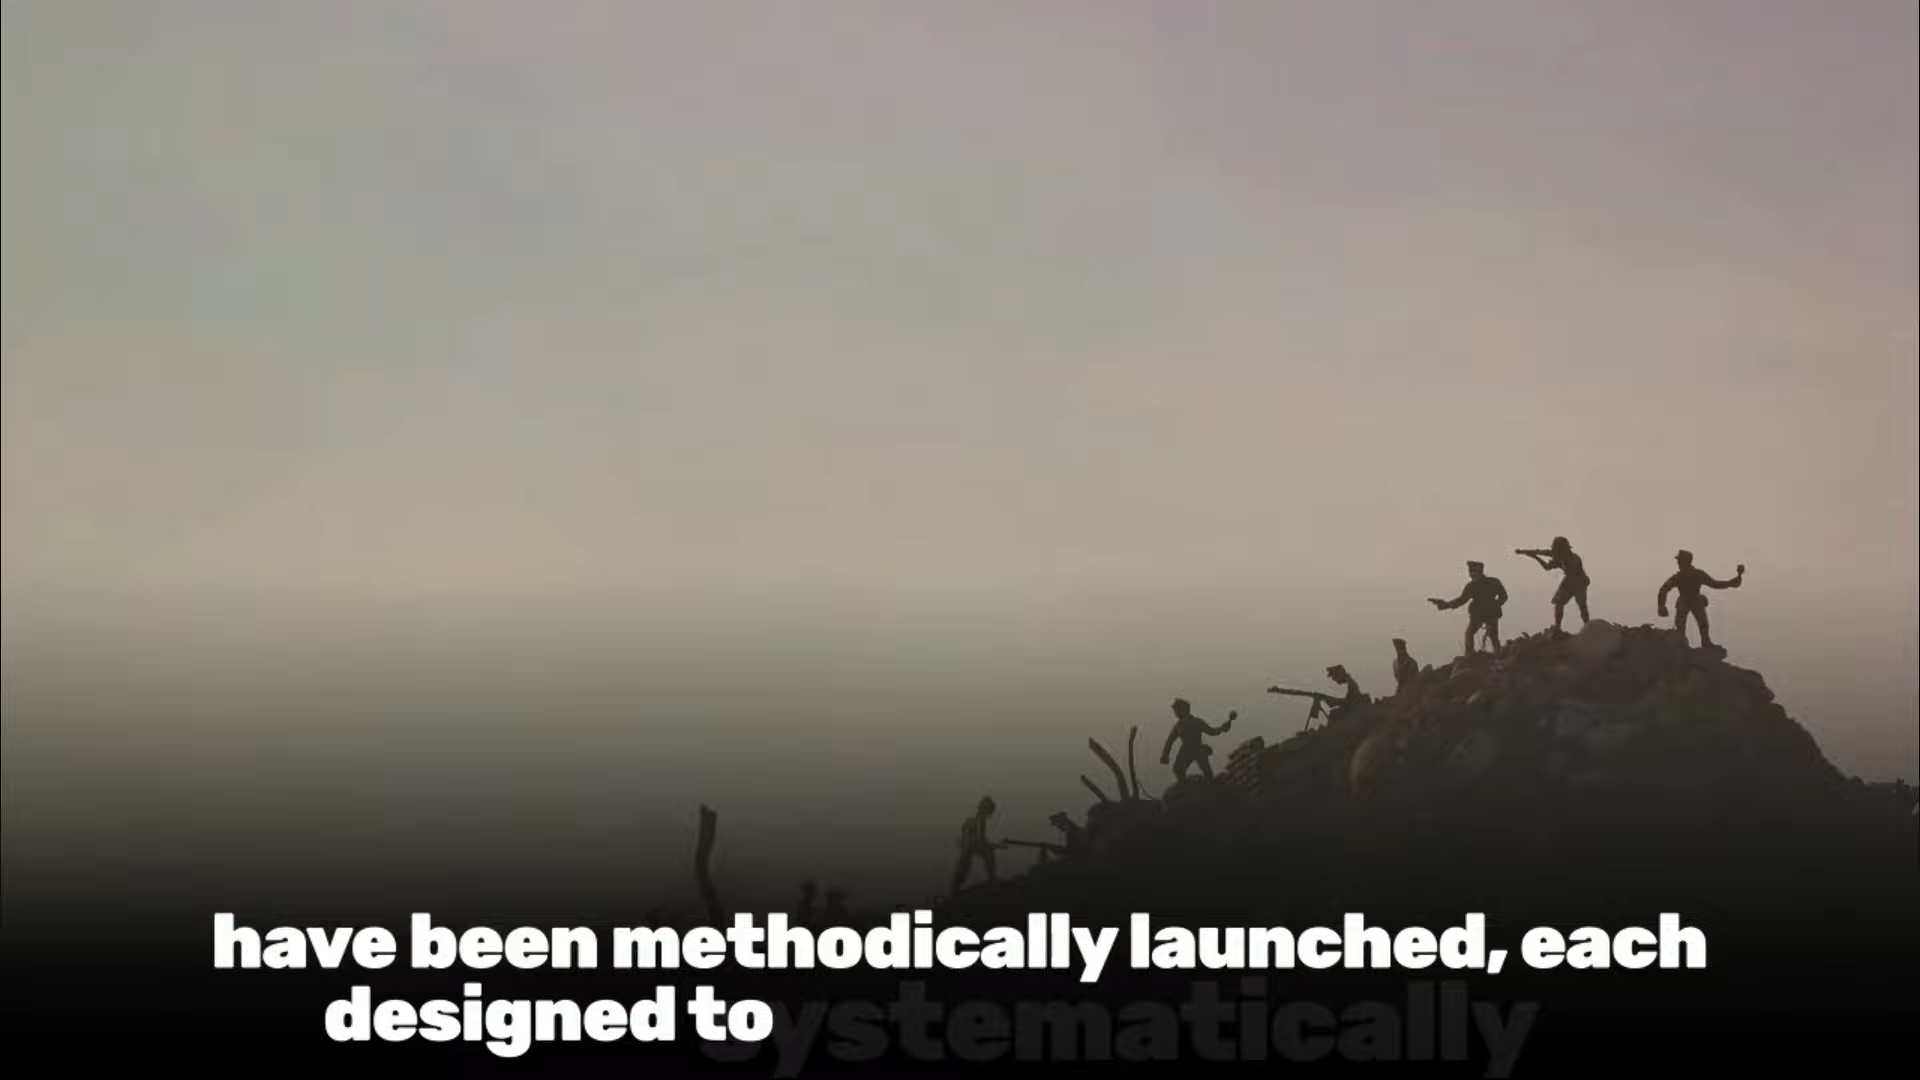 have been methodically launched, each
designed to systematically